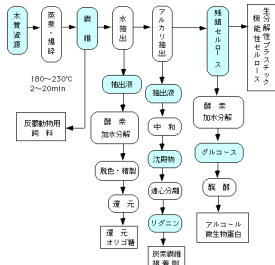 木質資源
蒸煮・爆砕
繊維
水抽出
アルカリ抽出
残渣セルロース
生分解性プラスチック
機能性セルロース
180～230℃
2～20min
反芻動物用
飼料
抽出液
酵素
加水分解
脱色・精製
還元
還元
オリゴ糖
抽出液
中和
沈殿物
遠心分離
リグニン
炭素繊維
接着剤
酵素
加水分解
グルコース
醗酵
アルコール
微生物蛋白